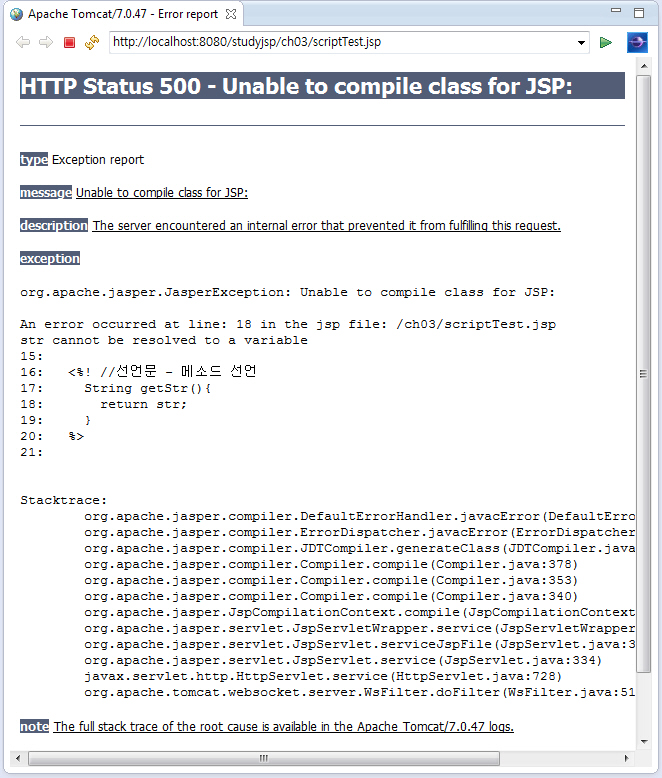 Apache Tomcat/7.0.47 - Error report
http://localhost:8080/studyjsp/ch03/scriptTest.jsp
HTTP Status 500 - Unable to compile class for JSP:
type Exception report
message Unable to compile class for JSP:
description The server encountered an internal error that prevented it from fulfilling this request.
exception
org.apache.jasper.JasperException: Unable to compile class for JSP:
An error occurred at line: 18 in the jsp file: /ch03/scriptTest.jsp
str cannot be resolved to a variable
15:
16:   <%! //선언문 - 메소드 선언
17:     String getStr(){
18:       return str;
19:     }
20:   %>
21:
Stacktrace:
org.apache.jasper.compiler.DefaultErrorHandler.javacError(DefaultErro
org.apache.jasper.compiler.ErrorDispatcher.javacError(ErrorDispatcher
org.apache.jasper.compiler.JDTCompiler.generateClass(JDTCompiler.java
org.apache.jasper.compiler.Compiler.compile(Compiler.java:378)
org.apache.jasper.compiler.Compiler.compile(Compiler.java:353)
org.apache.jasper.compiler.Compiler.compile(Compiler.java:340)
org.apache.jasper.JspCompilationContext.compile(JspCompilationContext
org.apache.jasper.servlet.JspServletWrapper.service(JspServletWrapper
org.apache.jasper.servlet.JspServlet.serviceJspFile(JspServlet.java:3
org.apache.jasper.servlet.JspServlet.service(JspServlet.java:334)
javax.servlet.http.HttpServlet.service(HttpServlet.java:728)
org.apache.tomcat.websocket.server.WsFilter.doFilter(WsFilter.java:51
note The full stack trace of the root cause is available in the Apache Tomcat/7.0.47 logs.